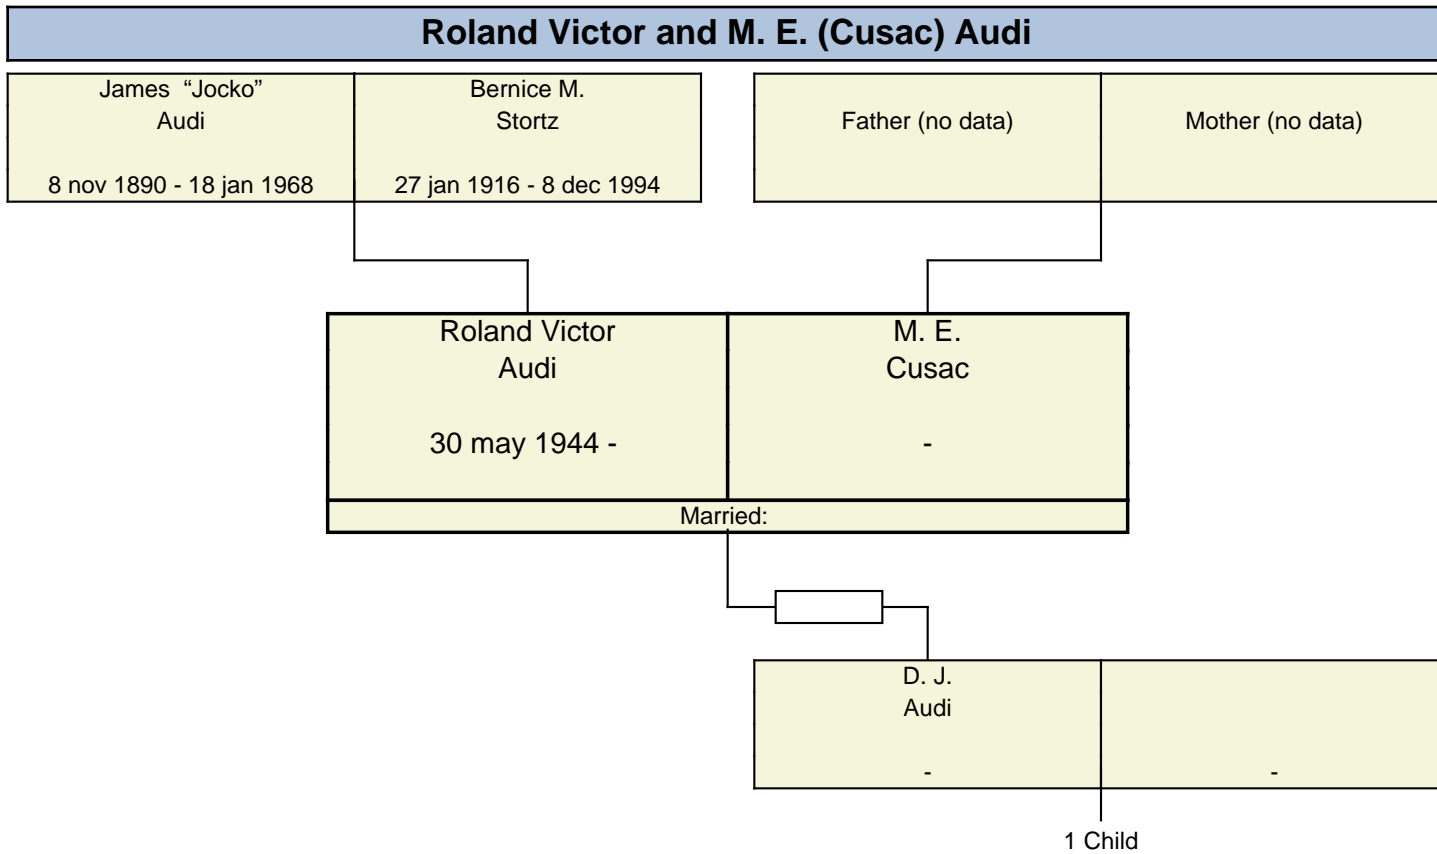 Roland Victor and M. E. (Cusac) Audi
James “Jocko”
Audi
8 nov 1890 - 18 jan 1968
Bernice M.
Stortz
27 jan 1916 - 8 dec 1994
Father (no data)
Mother (no data)
Roland Victor
Audi
30 may 1944 -
M. E.
Cusac
-
Married:
D. J.
Audi
-
-
1 Child